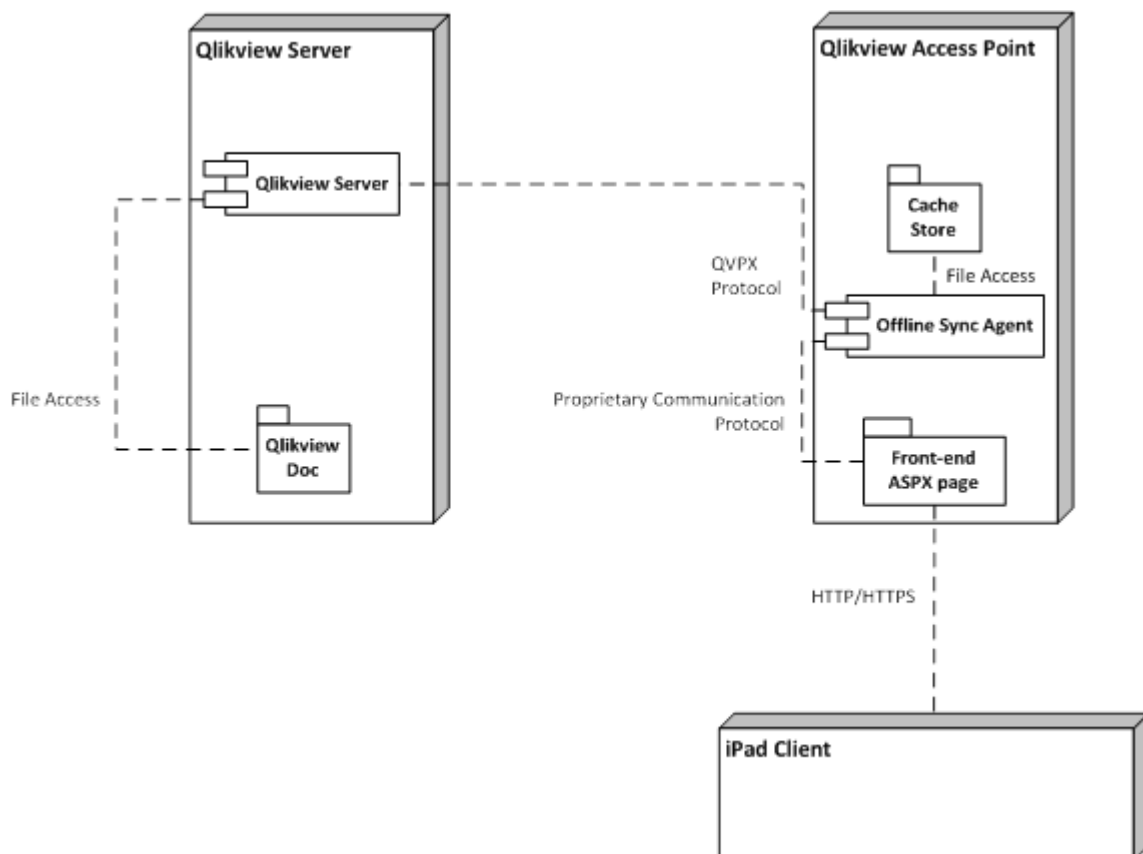 Qlikview Server
Qlikview Access Point
Qlikview Server
Cache
Store
QVPX
Protocol
File Access
Offline Sync Agent
File Access
Proprietary Communication
Protocol
Qlikview
Doc
Front-end
ASPX page
HTTP/HTTPS
iPad Client